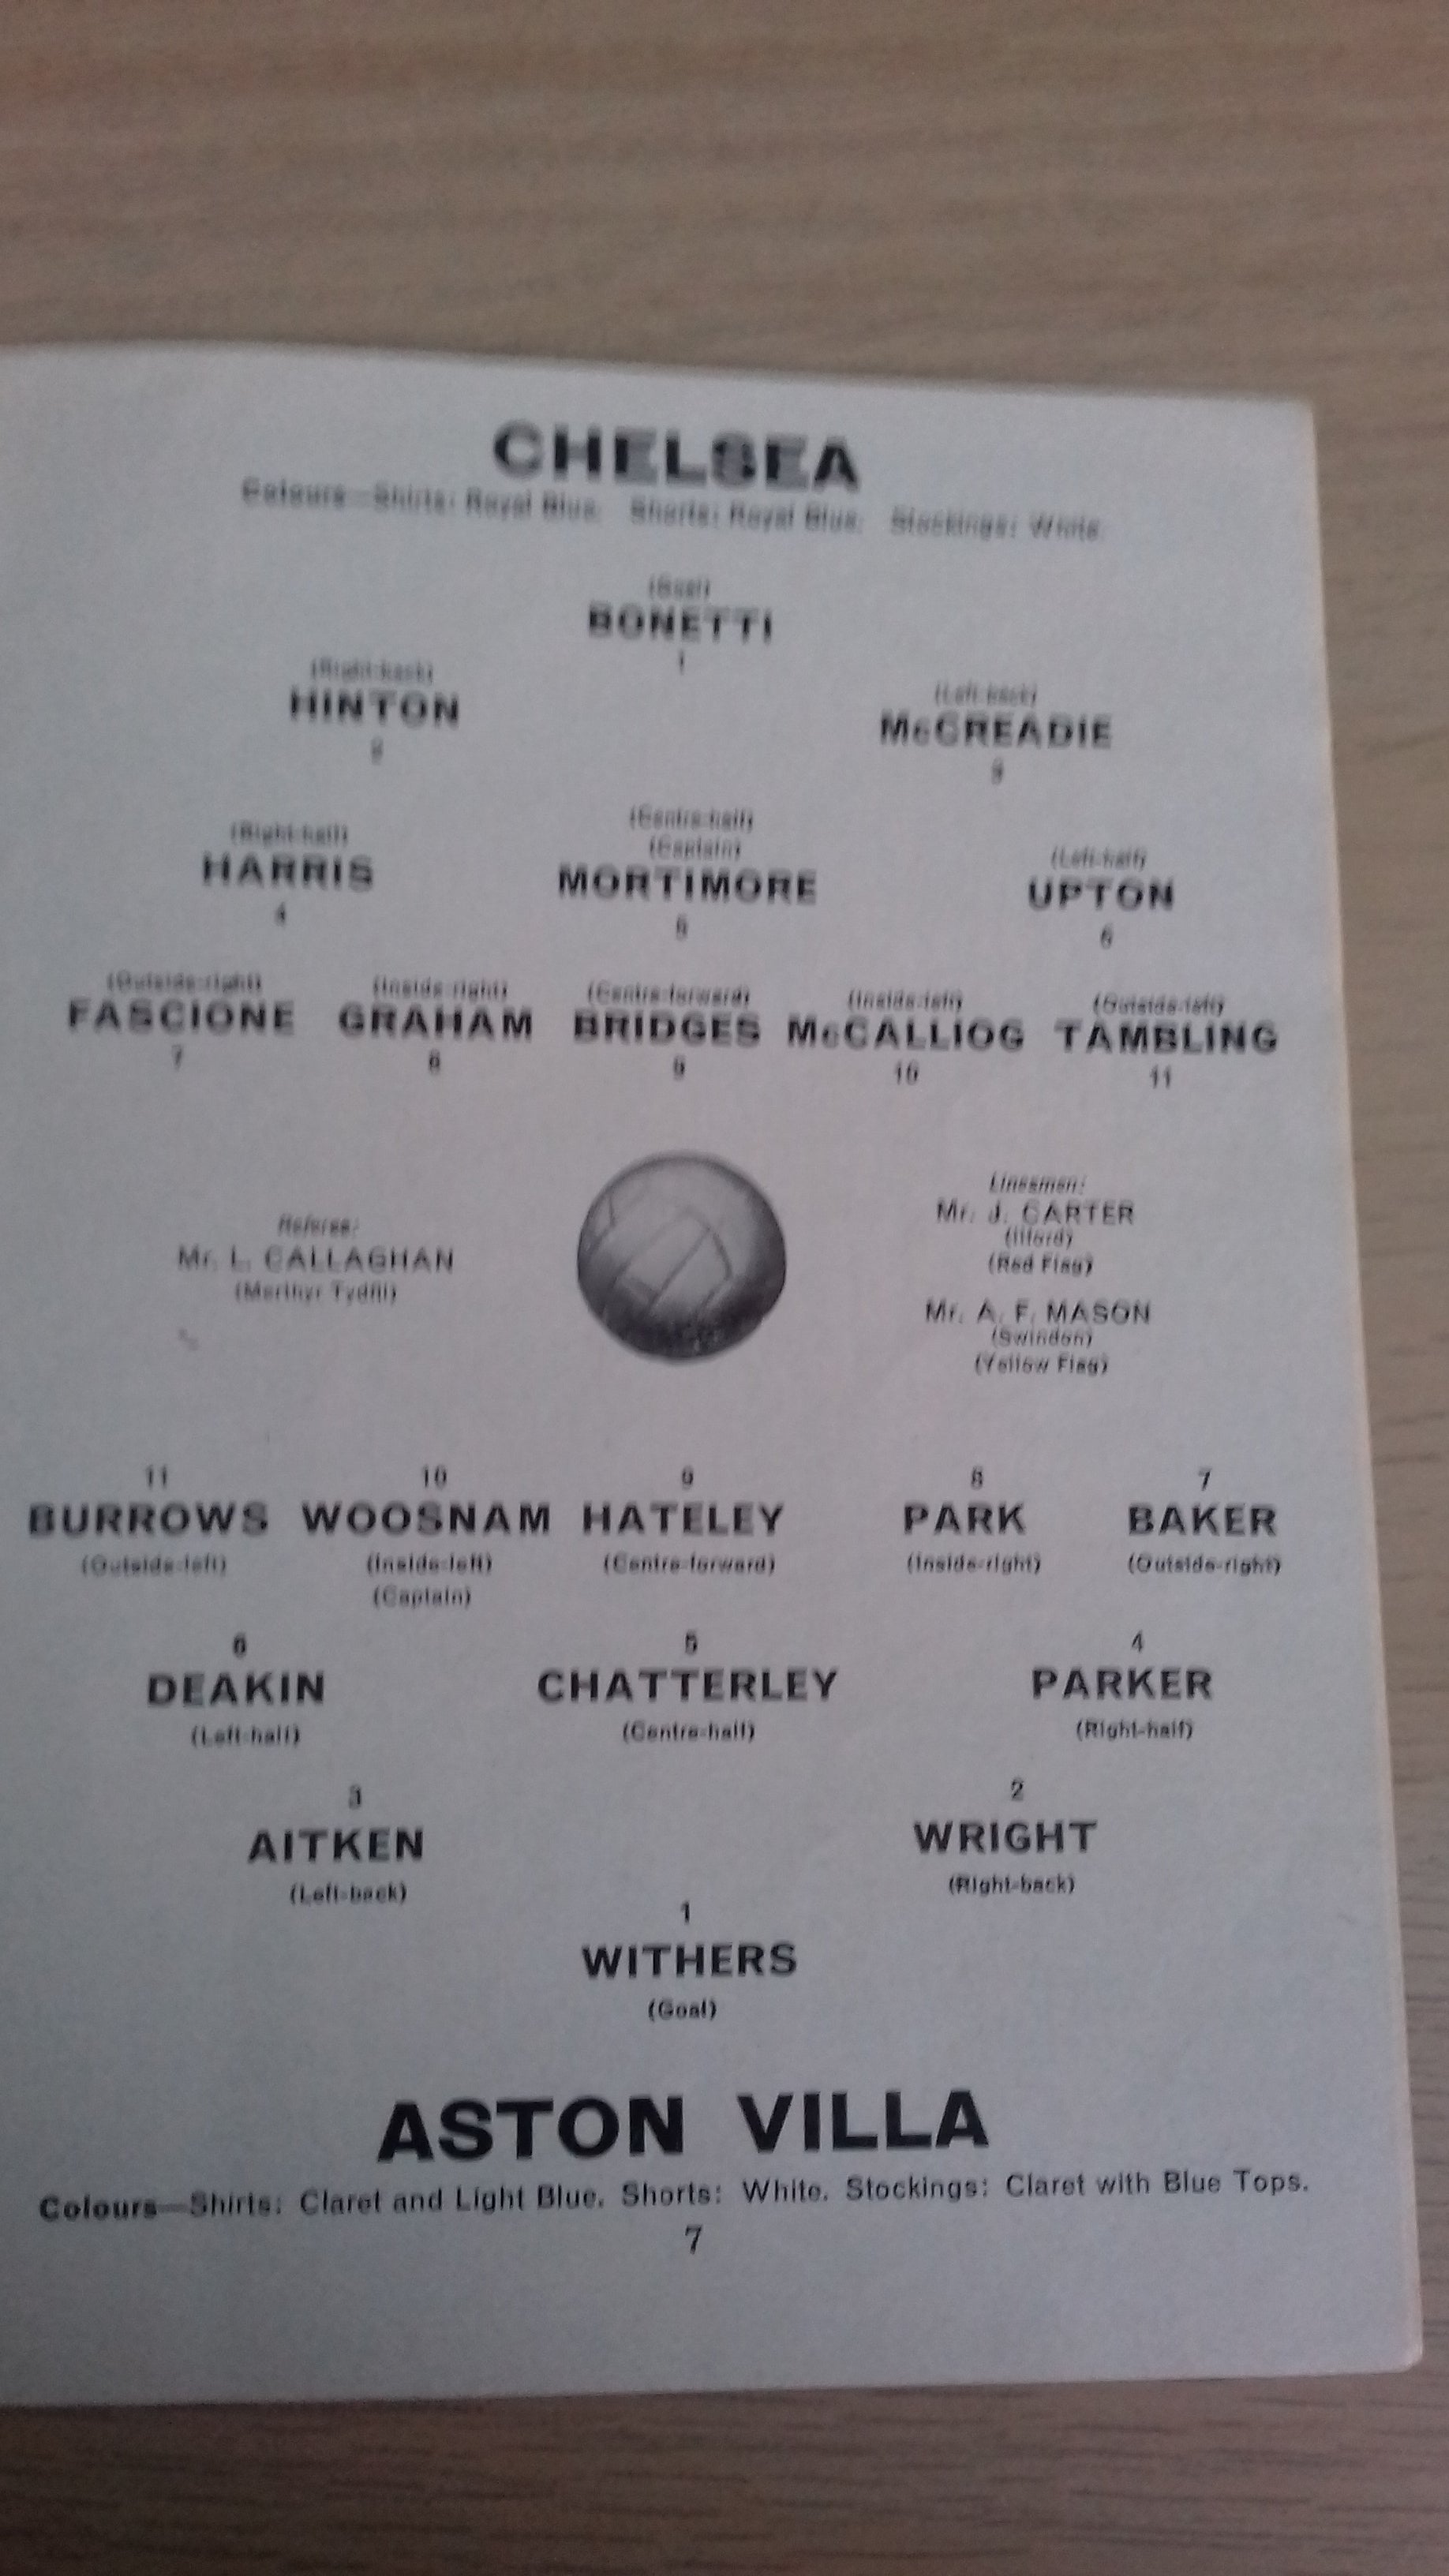 CHELSEA
Colours—Shirts: Royal Blue. Shorts: Royal Blue. Stockings: White.
(Goal)
BONETTI
1
(Right-back) (Left-back)
HINTON McCREADIE
2 3
(Right-half) (Centre-half) (Left-half)
(Captain)
HARRIS MORTIMORE UPTON
4 5 6
(Outside-right) (Inside-right) (Centre-forward) (Inside-left) (Outside-left)
FASCIONE GRAHAM BRIDGES McCALLIOG TAMBLING
7 8 9 10 11
Referee:
Mr. L. CALLAGHAN
(Merthyr Tydfil)
Linesmen:
Mr. J. CARTER
(Ilford)
(Red Flag)
Mr. A. F. MASON
(Swindon)
(Yellow Flag)
11 10 9 8 7
BURROWS WOOSNAM HATELEY PARK BAKER
(Outside-left) (Inside-left) (Centre-forward) (Inside-right) (Outside-right)
(Captain)
6 5 4
DEAKIN CHATTERLEY PARKER
(Left-half) (Centre-half) (Right-half)
3 2
AITKEN WRIGHT
(Left-back) (Right-back)
1
WITHERS
(Goal)
ASTON VILLA
Colours—Shirts: Claret and Light Blue. Shorts: White. Stockings: Claret with Blue Tops.
7